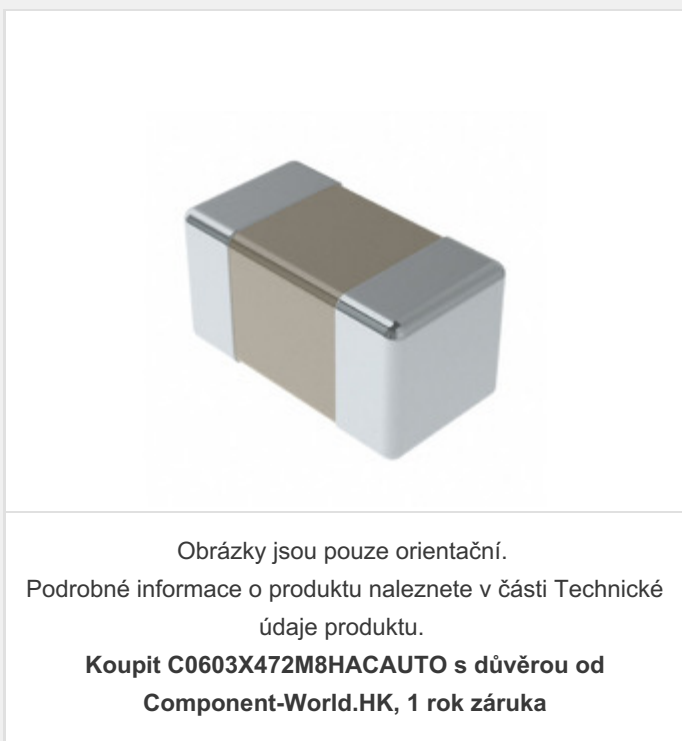 Obrázky jsou pouze orientační.
Podrobné informace o produktu naleznete v části Technické
údaje produktu.
Koupit C0603X472M8HACAUTO s důvěrou od
Component-World.HK, 1 rok záruka